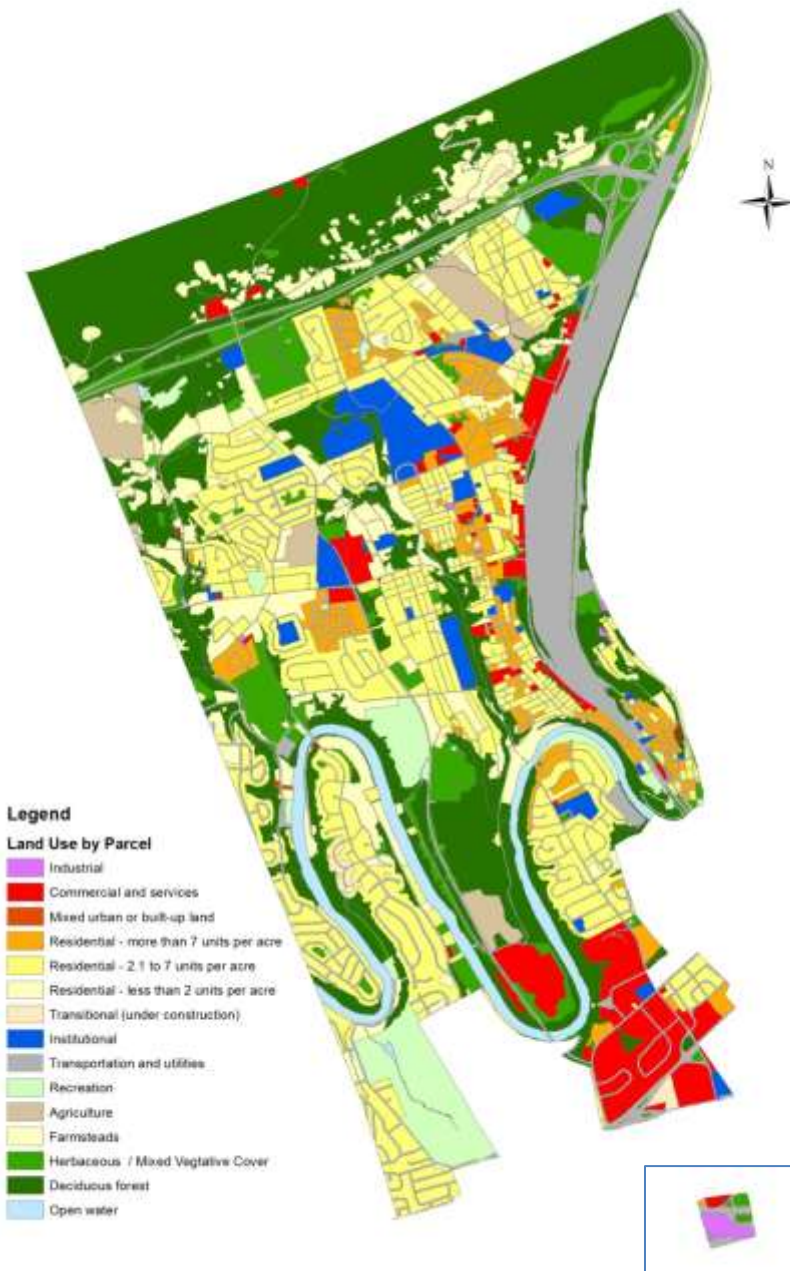 N
Legend
Land Use by Parcel
Industrial
Commercial and services
Mixed urban or built-up land
Residential - more than 7 units per acre
Residential - 2.1 to 7 units per acre
Residential - less than 2 units per acre
Transitional (under construction)
Institutional
Transportation and utilities
Recreation
Agriculture
Farmsteads
Herbaceous / Mixed Vegtative Cover
Deciduous forest
Open water